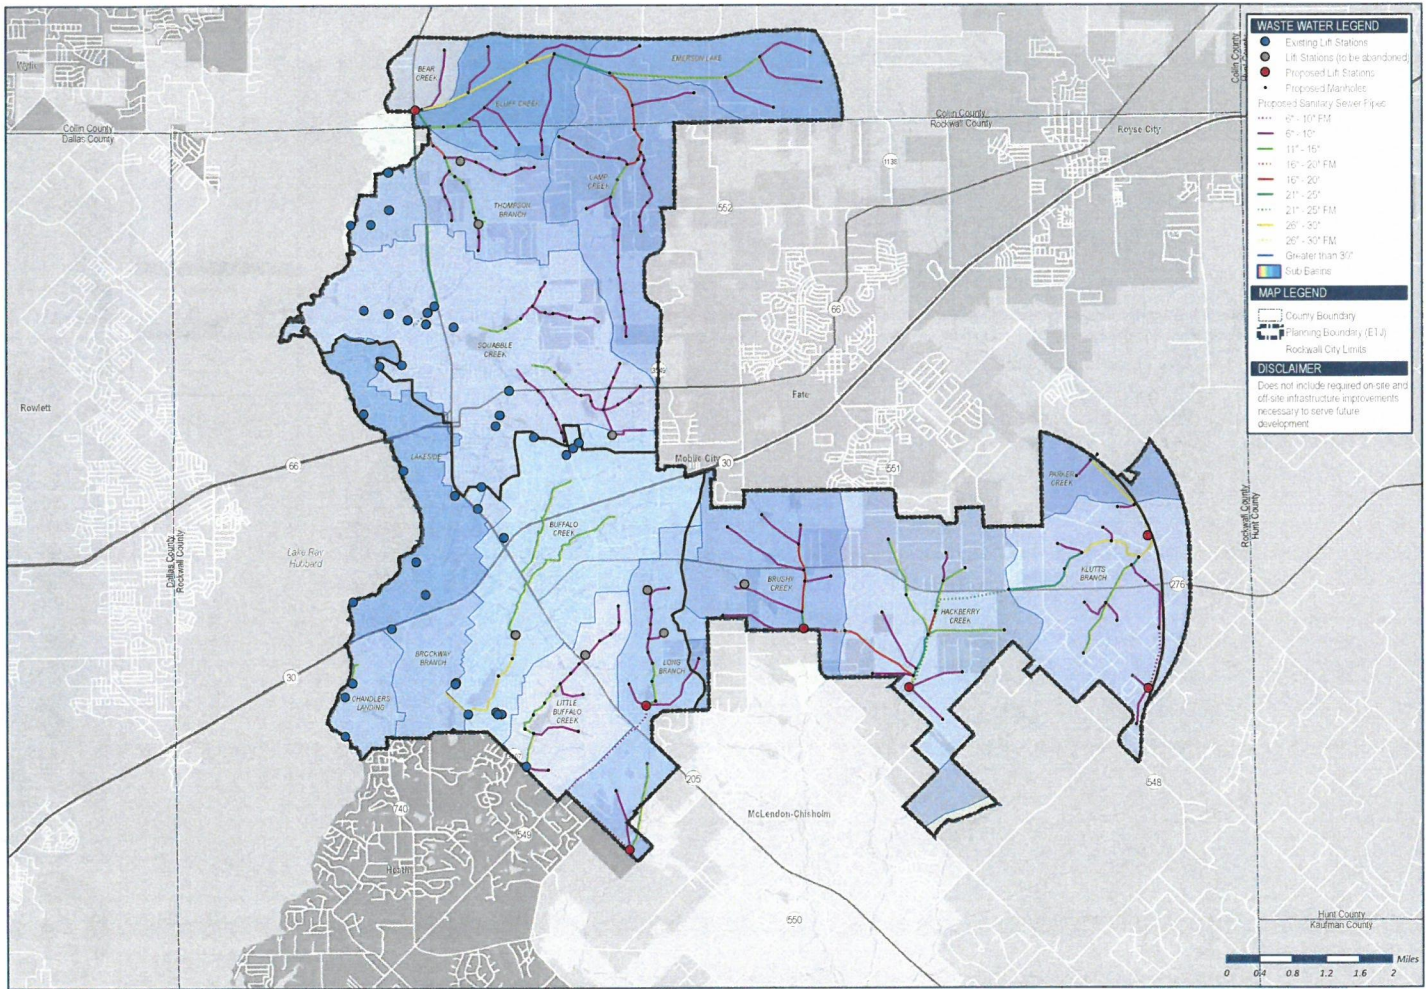 WASTE WATER LEGEND
Existing Lift Stations
Lift Stations (to be abandoned)
Proposed Lift Stations
Proposed Manholes
Proposed Sanitary Sewer Pipes
6" - 10" FM
6" - 10"
11" - 15"
16" - 20" FM
16" - 20"
21" - 25"
21" - 25" FM
26" - 30"
26" - 30" FM
Greater than 30"
Sub Basins
MAP LEGEND
County Boundary
Planning Boundary (ETJ)
Rockwall City Limits
DISCLAIMER
Does not include required on-site and
off-site infrastructure improvements
necessary to serve future
development
Wylie
BEAR
CREEK
EMERSON LAKE
BLUFF CREEK
Collin County
Hunt County
Collin County
Dallas County
Collin County
Rockwall County
Royse City
1138
LAMP
CREEK
THOMPSON
BRANCH
552
66
SQUABBLE
CREEK
3549
Rowlett
Fate
LAKESIDE
66
Mobile City
30
551
PARKER
CREEK
Rockwall County
Hunt County
BUFFALO
CREEK
Lake Ray
Hubbard
Dallas County
Rockwall County
BRUSHY
CREEK
KLUTTS
BRANCH
276
HACKBERRY
CREEK
BROCKWAY
BRANCH
LONG
BRANCH
30
CHANDLERS
LANDING
LITTLE
BUFFALO
CREEK
205
548
740
549
McLendon-Chisholm
Heath
550
Hunt County
Kaufman County
Miles
0 0.4 0.8 1.2 1.6 2